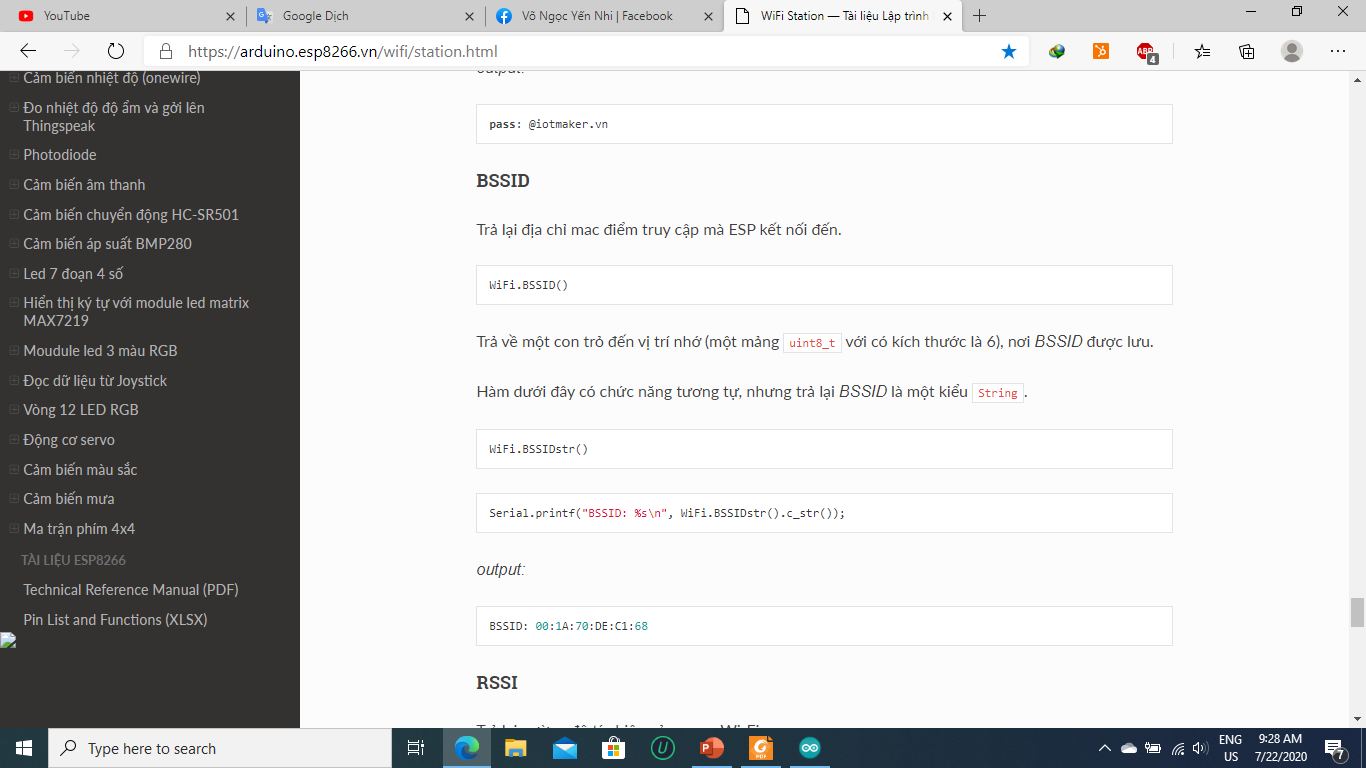 YouTube
Google Dịch
Võ Ngọc Yến Nhi | Facebook
WiFi Station — Tài liệu Lập trình
https://arduino.esp8266.vn/wifi/station.html
ABP
4
Cảm biến nhiệt độ (onewire)
Đo nhiệt độ độ ẩm và gởi lên
Thingspeak
Photodiode
Cảm biến âm thanh
Cảm biến chuyển động HC-SR501
Cảm biến áp suất BMP280
Led 7 đoạn 4 số
Hiển thị ký tự với module led matrix
MAX7219
Moudule led 3 màu RGB
Đọc dữ liệu từ Joystick
Vòng 12 LED RGB
Động cơ servo
Cảm biến màu sắc
Cảm biến mưa
Ma trận phím 4x4
TÀI LIỆU ESP8266
Technical Reference Manual (PDF)
Pin List and Functions (XLSX)
output:
pass: @iotmaker.vn
BSSID
Trả lại địa chỉ mac điểm truy cập mà ESP kết nối đến.
WiFi.BSSID()
Trả về một con trỏ đến vị trí nhớ (một mảng uint8_t với có kích thước là 6), nơi BSSID được lưu.
Hàm dưới đây có chức năng tương tự, nhưng trả lại BSSID là một kiểu String.
WiFi.BSSIDstr()
Serial.printf("BSSID: %s\n", WiFi.BSSIDstr().c_str());
output:
BSSID: 00:1A:70:DE:C1:68
RSSI
Type here to search
ENG
US
9:28 AM
7/22/2020
7